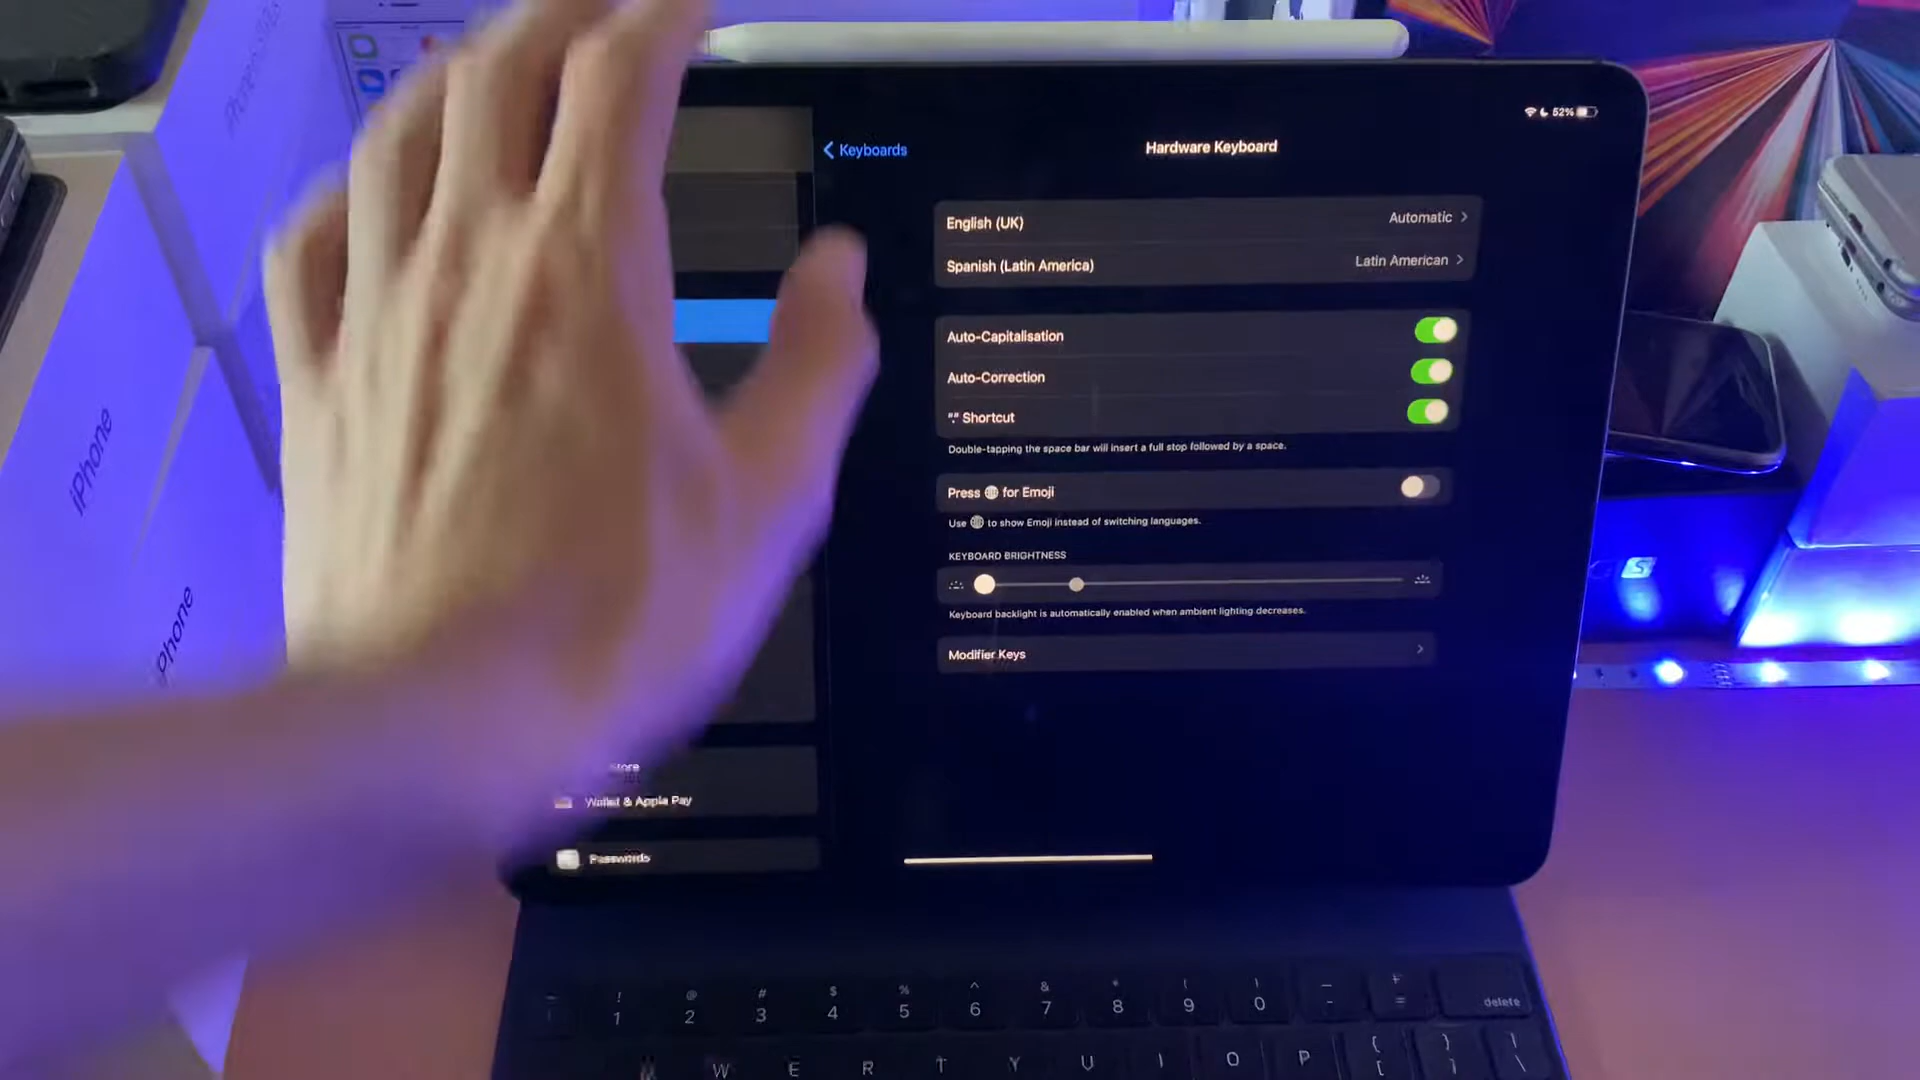 iPhone
iPhone
52%
Keyboards
Hardware Keyboard
English (UK) Automatic
Spanish (Latin America) Latin American
Auto-Capitalisation
Auto-Correction
"." Shortcut
Double-tapping the space bar will insert a full stop followed by a space.
Press 🌐 for Emoji
Use 🌐 to show Emoji instead of switching languages.
KEYBOARD BRIGHTNESS
Keyboard backlight is automatically enabled when ambient lighting decreases.
Modifier Keys
Store
Wallet & Apple Pay
Passwords
! @ # $ % ^ & * ( ) _ +
1 2 3 4 5 6 7 8 9 0 - = delete
W E R T Y U I O P { [ } ] | \